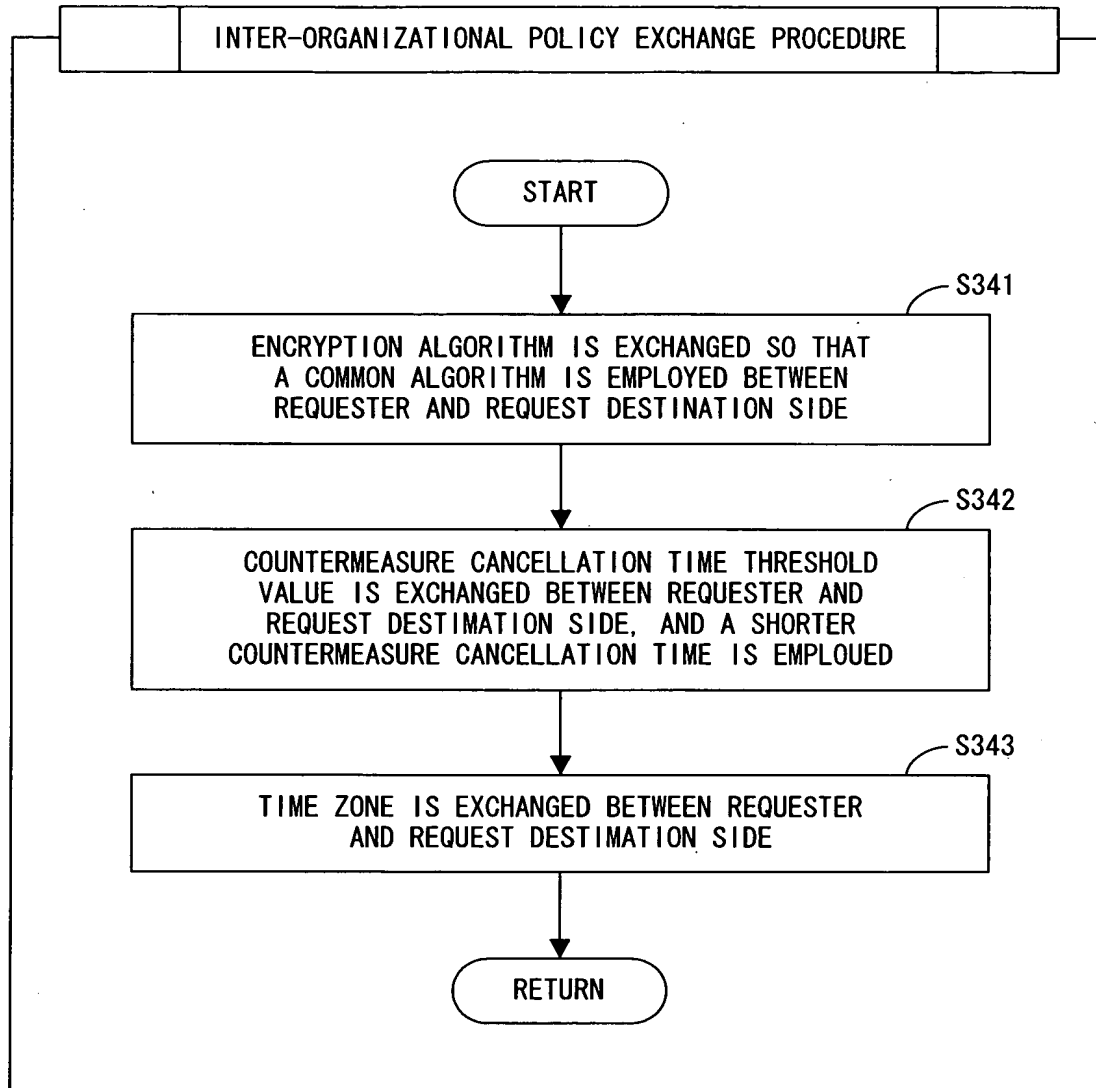 INTER-ORGANIZATIONAL POLICY EXCHANGE PROCEDURE
START
S341
ENCRYPTION ALGORITHM IS EXCHANGED SO THAT
A COMMON ALGORITHM IS EMPLOYED BETWEEN
REQUESTER AND REQUEST DESTINATION SIDE
S342
COUNTERMEASURE CANCELLATION TIME THRESHOLD
VALUE IS EXCHANGED BETWEEN REQUESTER AND
REQUEST DESTIMATION SIDE, AND A SHORTER
COUNTERMEASURE CANCELLATION TIME IS EMPLOUED
S343
TIME ZONE IS EXCHANGED BETWEEN REQUESTER
AND REQUEST DESTIMATION SIDE
RETURN